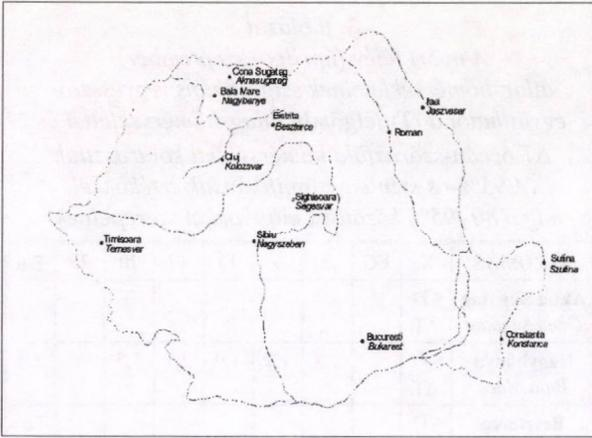 Cona Sugatag
Aknasugatag
Baia Mare
Nagybanye
Bistrita
Beszterce
Iasi
Jaszvasar
Roman
Cluj
Kolozsvar
Sighisoara
Segesvar
Timisoara
Temesvar
Sibiu
Nagyszeben
Sulina
Szulina
Bucuresti
Bukarest
Constanta
Konstanca